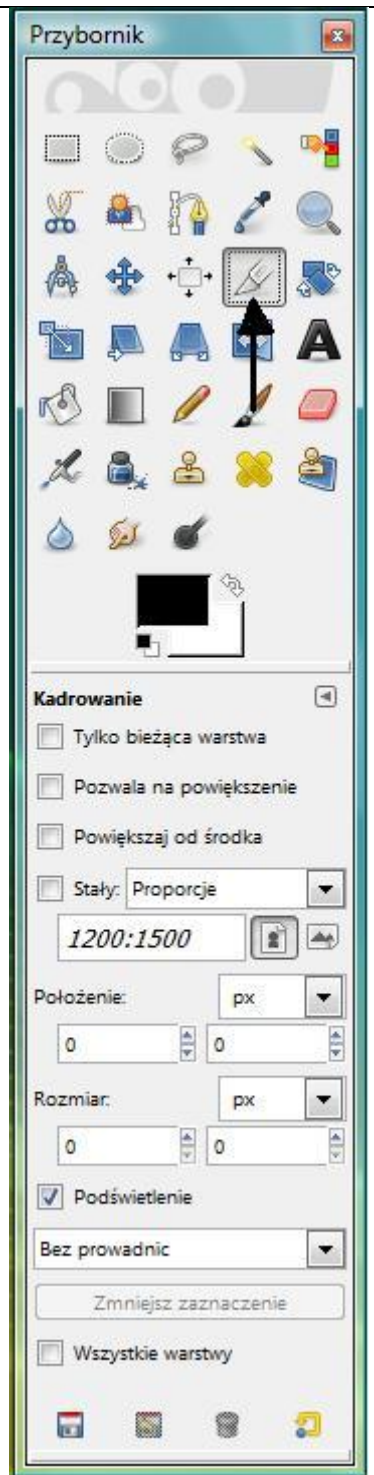 Przybornik
Kadrowanie
Tylko bieżąca warstwa
Pozwala na powiększenie
Powiększaj od środka
Stały: Proporcje
1200:1500
Położenie: px
0 0
Rozmiar: px
0 0
Podświetlenie
Bez prowadnic
Zmniejsz zaznaczenie
Wszystkie warstwy